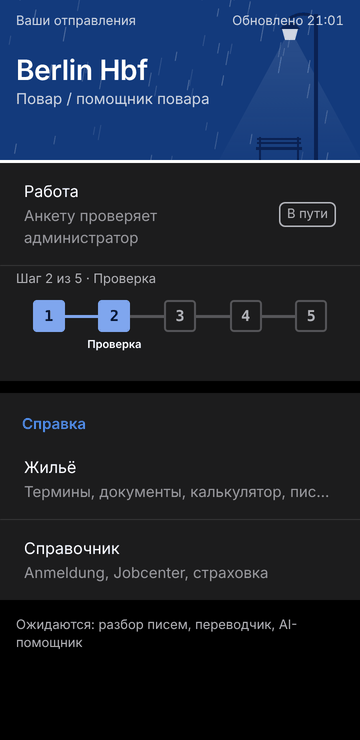 Ваши отправления
Обновлено 21:01
Berlin Hbf
Повар / помощник повара
Работа
Анкету проверяет
администратор
В пути
Шаг 2 из 5 · Проверка
1 2 3 4 5
Проверка
Справка
Жильё
Термины, документы, калькулятор, пис...
Справочник
Anmeldung, Jobcenter, страховка
Ожидаются: разбор писем, переводчик, AI-
помощник